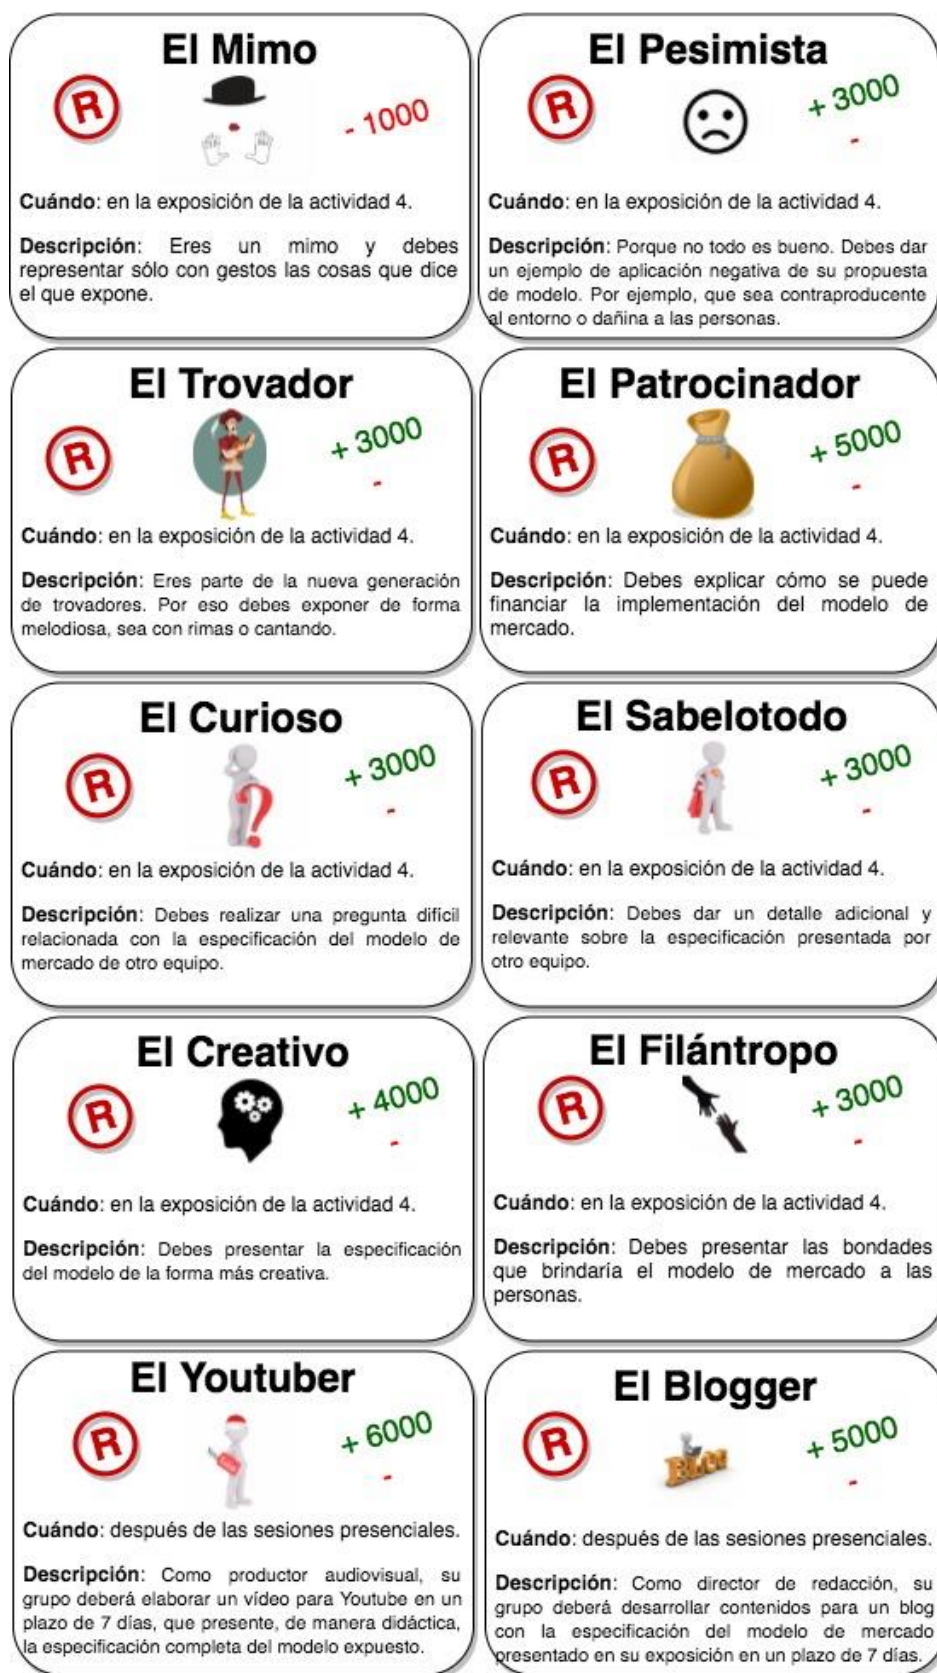 El Mimo
R
- 1000
Cuándo: en la exposición de la actividad 4.
Descripción: Eres un mimo y debes
representar sólo con gestos las cosas que dice
el que expone.
El Pesimista
R
+ 3000
-
Cuándo: en la exposición de la actividad 4.
Descripción: Porque no todo es bueno. Debes dar
un ejemplo de aplicación negativa de su propuesta
de modelo. Por ejemplo, que sea contraproducente
al entorno o dañina a las personas.
El Trovador
R
+ 3000
-
Cuándo: en la exposición de la actividad 4.
Descripción: Eres parte de la nueva generación
de trovadores. Por eso debes exponer de forma
melodiosa, sea con rimas o cantando.
El Patrocinador
R
+ 5000
-
Cuándo: en la exposición de la actividad 4.
Descripción: Debes explicar cómo se puede
financiar la implementación del modelo de
mercado.
El Curioso
R
+ 3000
-
Cuándo: en la exposición de la actividad 4.
Descripción: Debes realizar una pregunta difícil
relacionada con la especificación del modelo de
mercado de otro equipo.
El Sabelotodo
R
+ 3000
-
Cuándo: en la exposición de la actividad 4.
Descripción: Debes dar un detalle adicional y
relevante sobre la especificación presentada por
otro equipo.
El Creativo
R
+ 4000
-
Cuándo: en la exposición de la actividad 4.
Descripción: Debes presentar la especificación
del modelo de la forma más creativa.
El Filántropo
R
+ 3000
-
Cuándo: en la exposición de la actividad 4.
Descripción: Debes presentar las bondades
que brindaría el modelo de mercado a las
personas.
El Youtuber
R
+ 6000
-
Cuándo: después de las sesiones presenciales.
Descripción: Como productor audiovisual, su
grupo deberá elaborar un vídeo para Youtube en un
plazo de 7 días, que presente, de manera didáctica,
la especificación completa del modelo expuesto.
El Blogger
R
BLOG
+ 5000
-
Cuándo: después de las sesiones presenciales.
Descripción: Como director de redacción, su
grupo deberá desarrollar contenidos para un blog
con la especificación del modelo de mercado
presentado en su exposición en un plazo de 7 días.